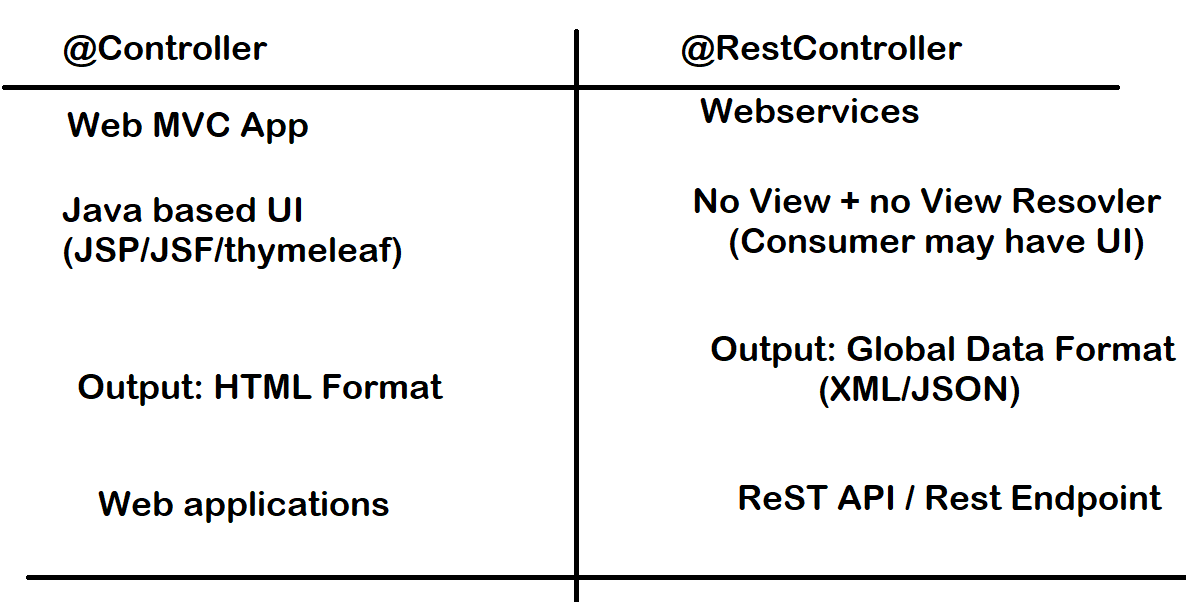 @Controller
@RestController
Web MVC App
Webservices
Java based UI
(JSP/JSF/thymeleaf)
No View + no View Resovler
(Consumer may have UI)
Output: HTML Format
Output: Global Data Format
(XML/JSON)
Web applications
ReST API / Rest Endpoint